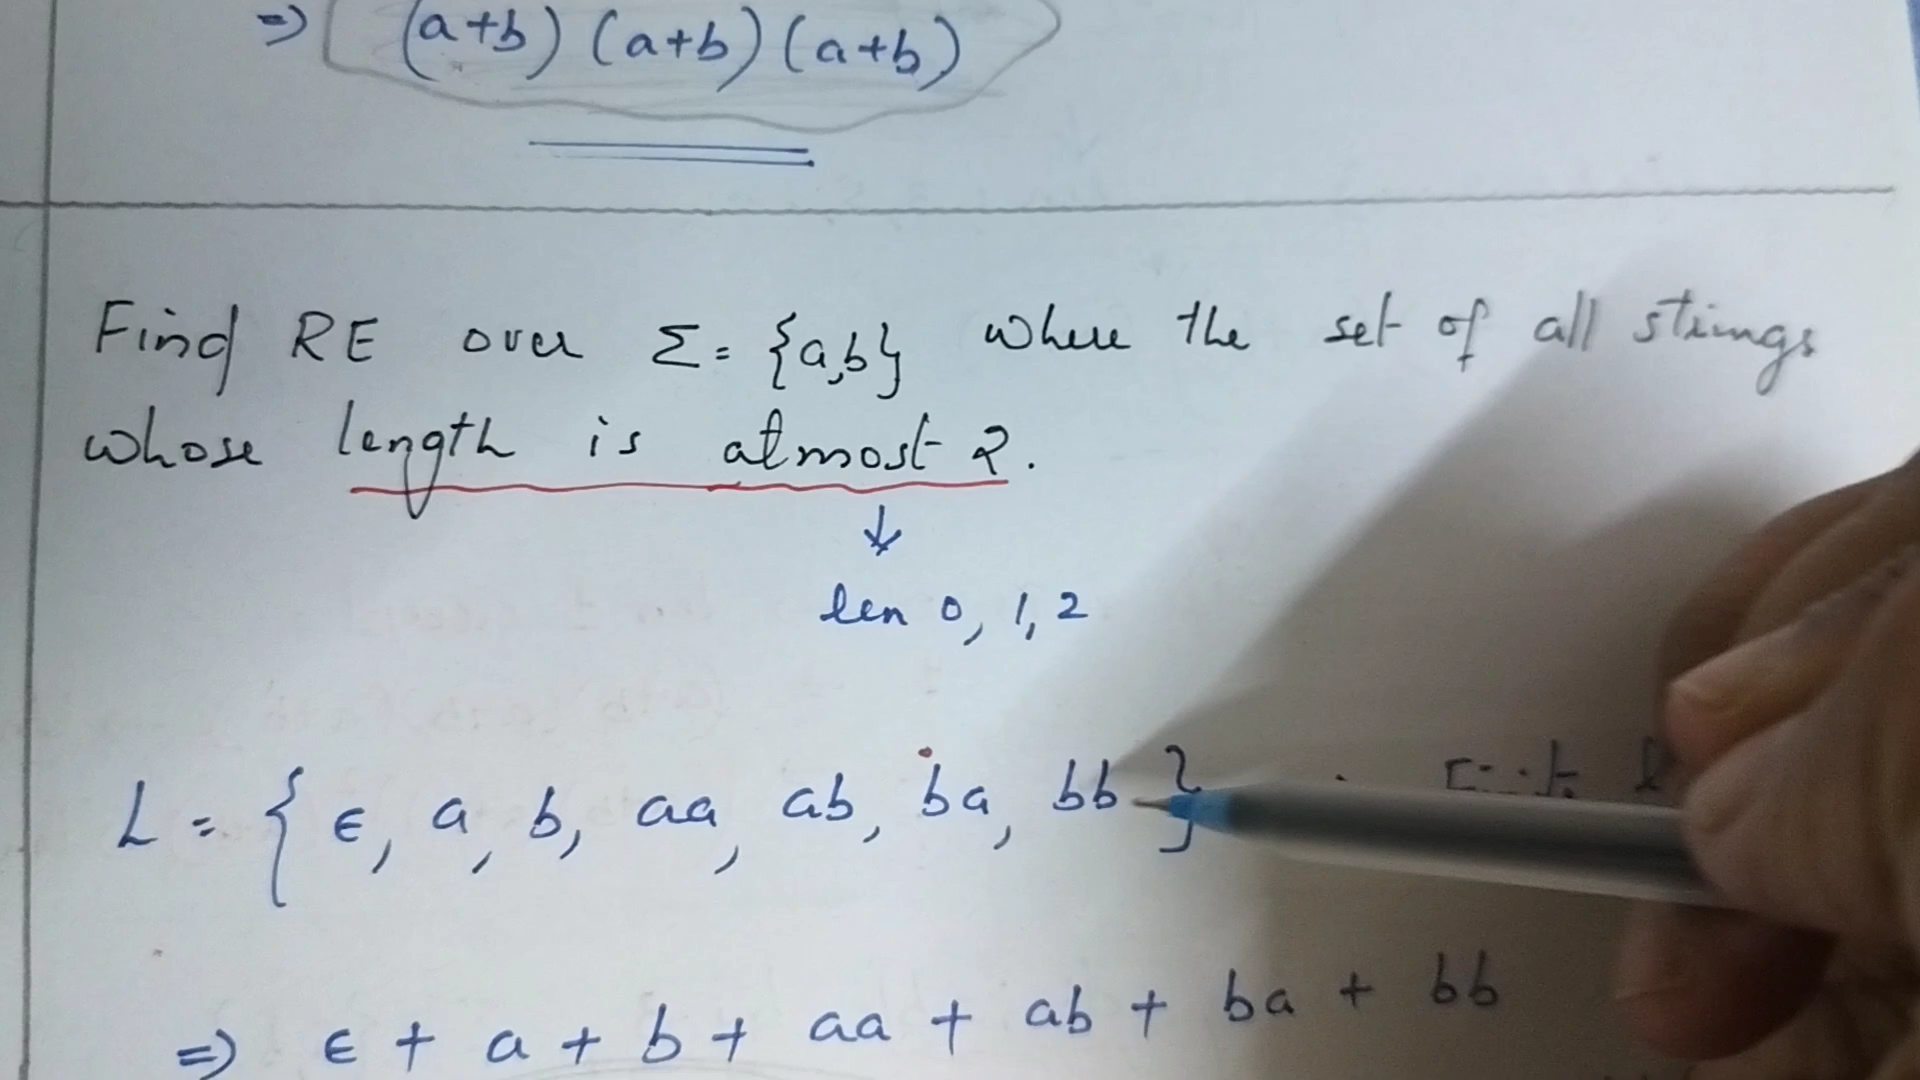 => (a+b) (a+b) (a+b)
Find RE over Σ = {a,b} where the set of all strings
whose length is atmost 2.
↓
len 0, 1, 2
L = { ϵ, a, b, aa, ab, ba, bb }
=> ϵ + a + b + aa + ab + ba + bb